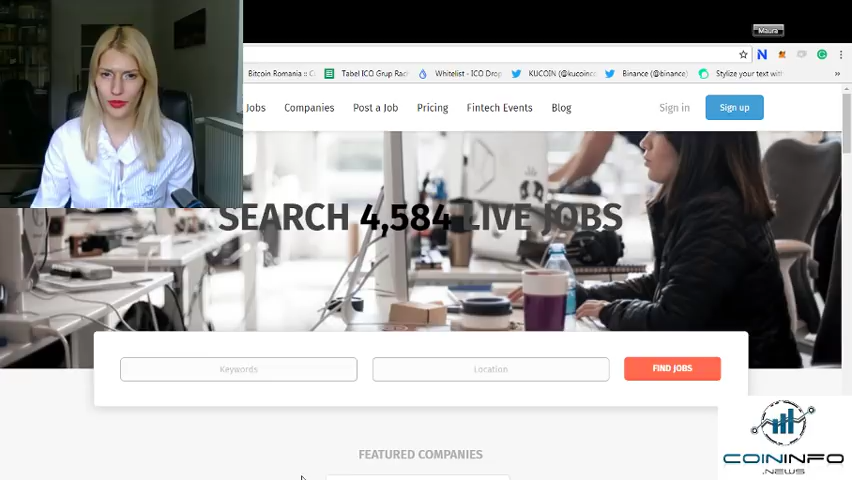 Maura
Bitcoin Romania :: C
Tabel ICO Grup Rac
Whitelist - ICO Drop
KUCOIN (@kucoinc
Binance (@binance)
Stylize your text with
»
Jobs
Companies
Post a Job
Pricing
Fintech Events
Blog
Sign in
Sign up
SEARCH 4,584 LIVE JOBS
Keywords
Location
FIND JOBS
FEATURED COMPANIES
COININFO
.NEWS